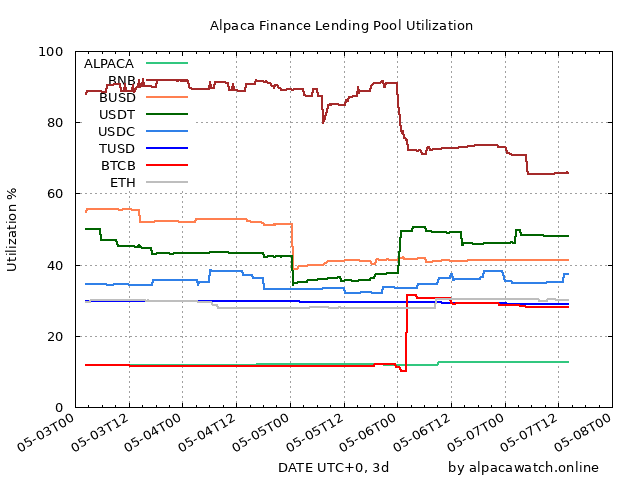 Alpaca Finance Lending Pool Utilization
100
80
60
40
20
0
Utilization %
ALPACA
BNB
BUSD
USDT
USDC
TUSD
BTCB
ETH
05-03T00
05-03T12
05-04T00
05-04T12
05-05T00
05-05T12
05-06T00
05-06T12
05-07T00
05-07T12
05-08T00
DATE UTC+0, 3d
by alpacawatch.online